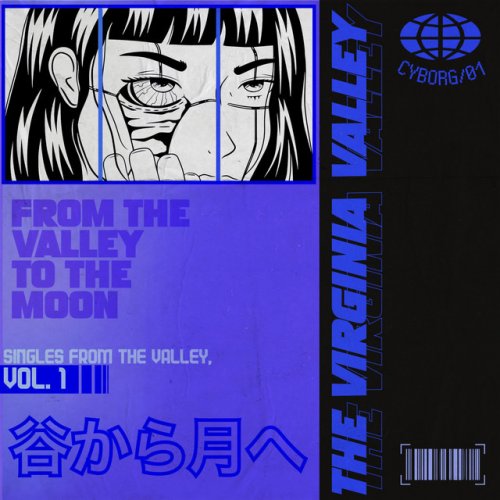 FROM THE
VALLEY
TO THE
MOON
SINGLES FROM THE VALLEY,
VOL. 1
谷から月へ
THE VIRGINIA VALLEY
CYBORG/01